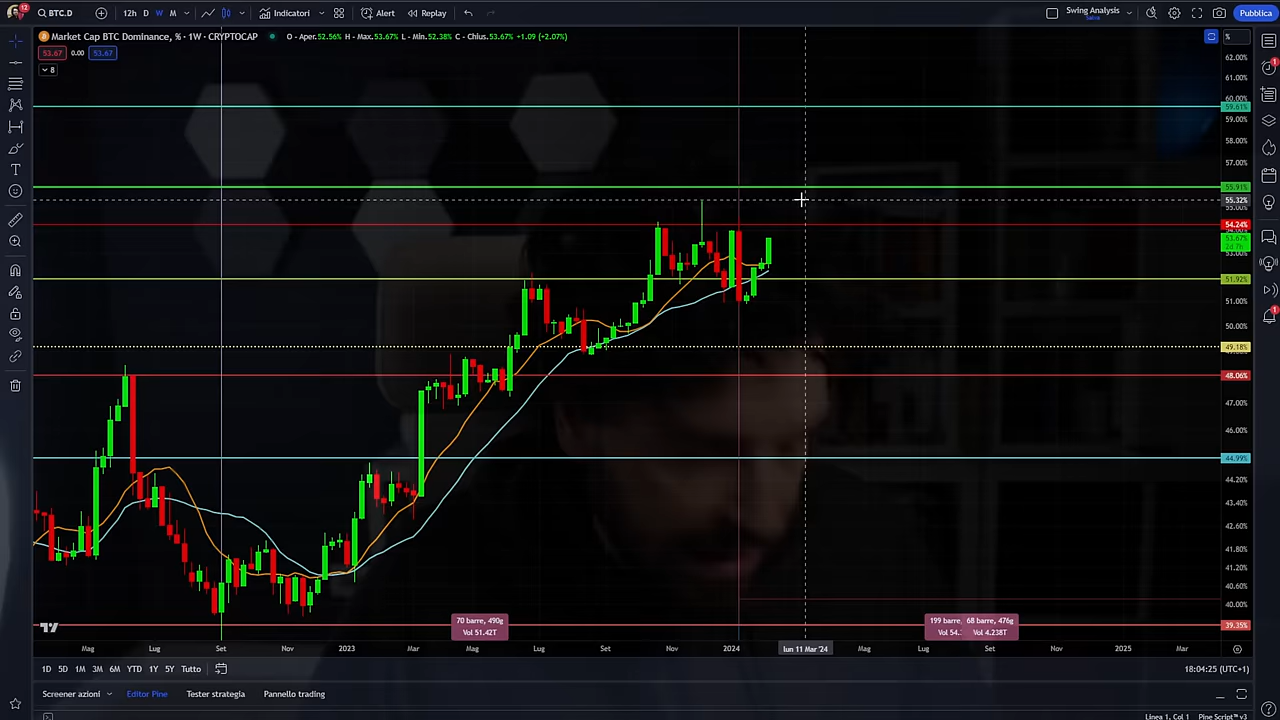 BTC.D 12h D W M Indicatori Alert Replay Swing Analysis Salva Pubblica
Market Cap BTC Dominance, % · 1W · CRYPTOCAP O - Aper.52.56% H - Max.53.67% L - Min.52.38% C - Chius.53.67% +1.09 (+2.07%)
%
53.67 0.00 53.67
8
62.00%
61.00%
60.00%
59.61%
59.00%
58.00%
57.00%
55.91%
55.32%
55.00%
54.24%
53.67%
2d 7h
53.00%
51.92%
51.00%
50.00%
49.18%
48.06%
47.00%
46.00%
44.99%
44.20%
43.40%
42.60%
41.80%
41.20%
40.60%
40.00%
39.35%
70 barre, 490g
Vol 51.42T
199 barre, 68 barre, 476g
Vol 54. Vol 4.238T
Mag Lug Set Nov 2023 Mar Mag Lug Set Nov 2024 lun 11 Mar '24 Mag Lug Set Nov 2025 Mar
1D 5D 1M 3M 6M YTD 1Y 5Y Tutto 18:04:25 (UTC+1)
Screener azioni Editor Pine Tester strategia Pannello trading
Linea 1, Col 1 Pine Script™ v3